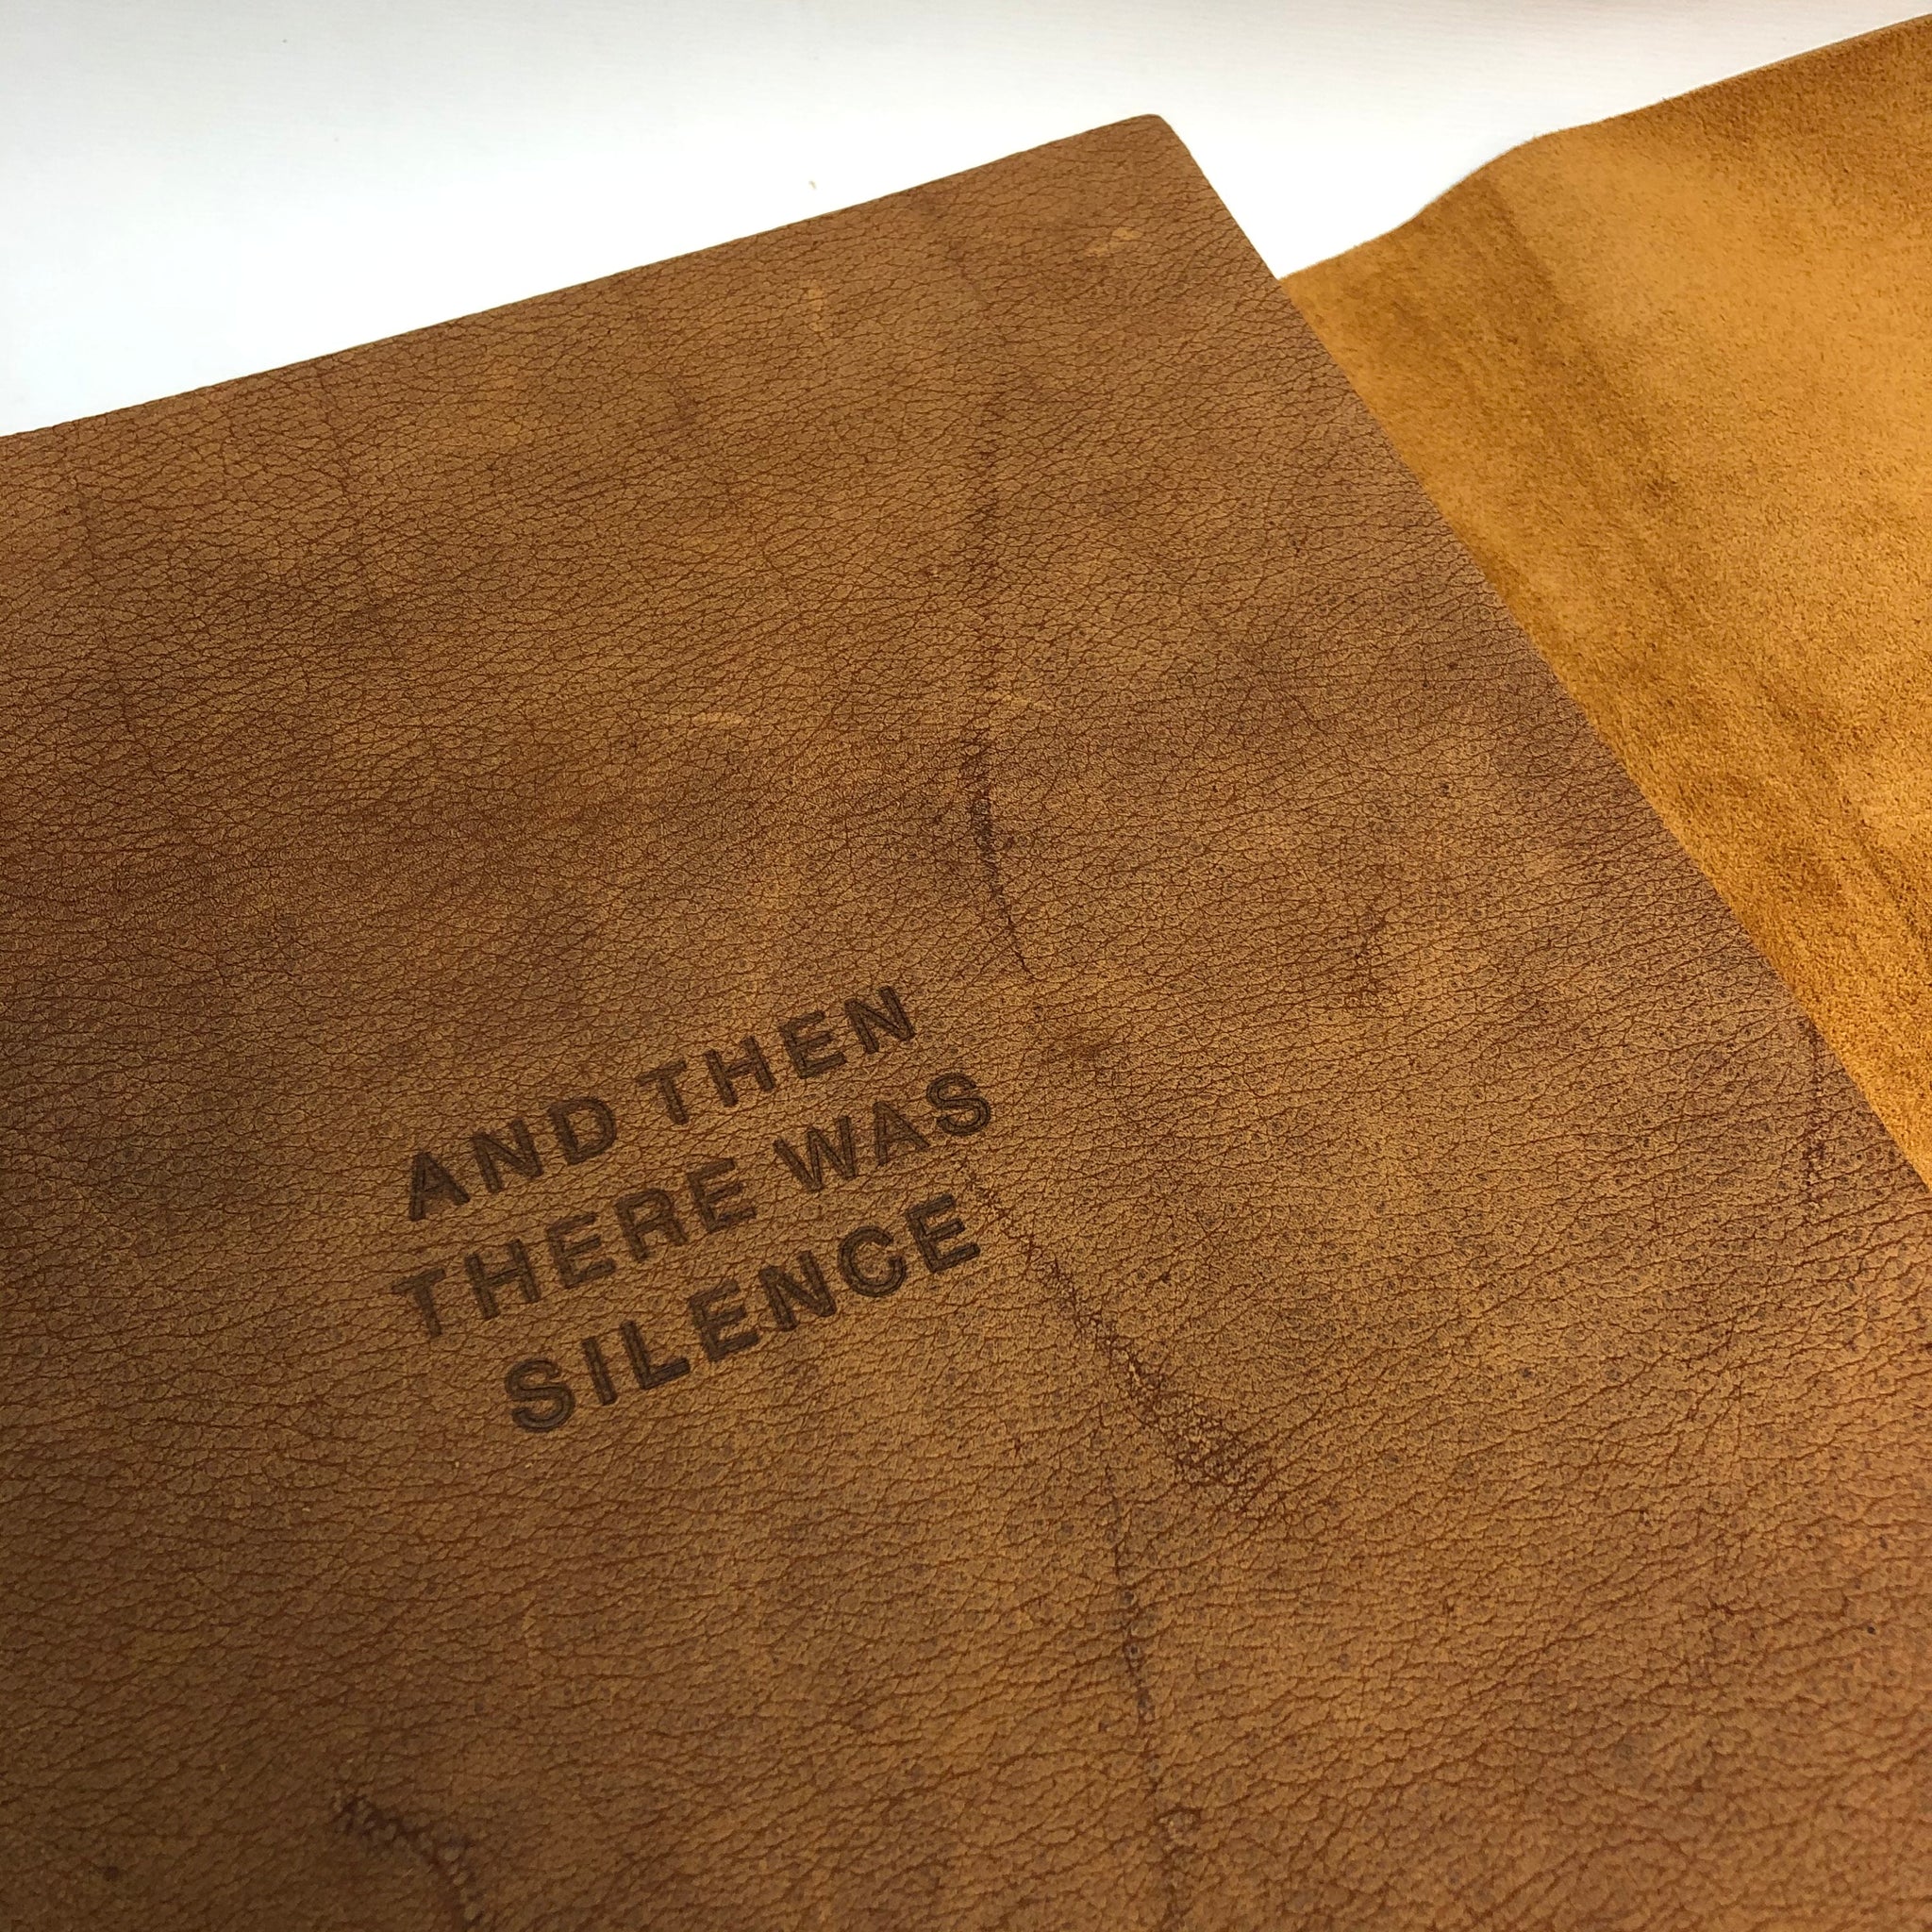 AND THEN
THERE WAS
SILENCE